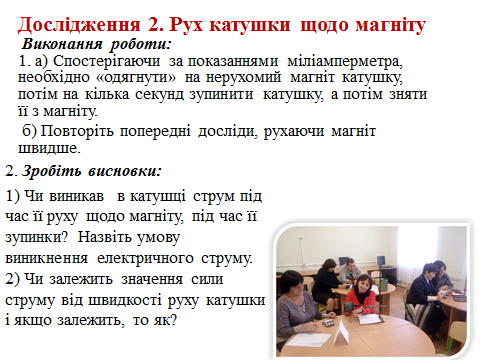 Дослідження 2. Рух катушки щодо магніту
Виконання роботи:
1. а) Спостерігаючи за показаннями міліамперметра,
необхідно «одягнути» на нерухомий магніт катушку,
потім на кілька секунд зупинити катушку, а потім зняти
її з магніту.
б) Повторіть попередні досліди, рухаючи магніт
швидше.
2. Зробіть висновки:
1) Чи виникав в катушці струм під
час її руху щодо магніту, під час її
зупинки? Назвіть умову
виникнення електричного струму.
2) Чи залежить значення сили
струму від швидкості руху катушки
і якщо залежить, то як?